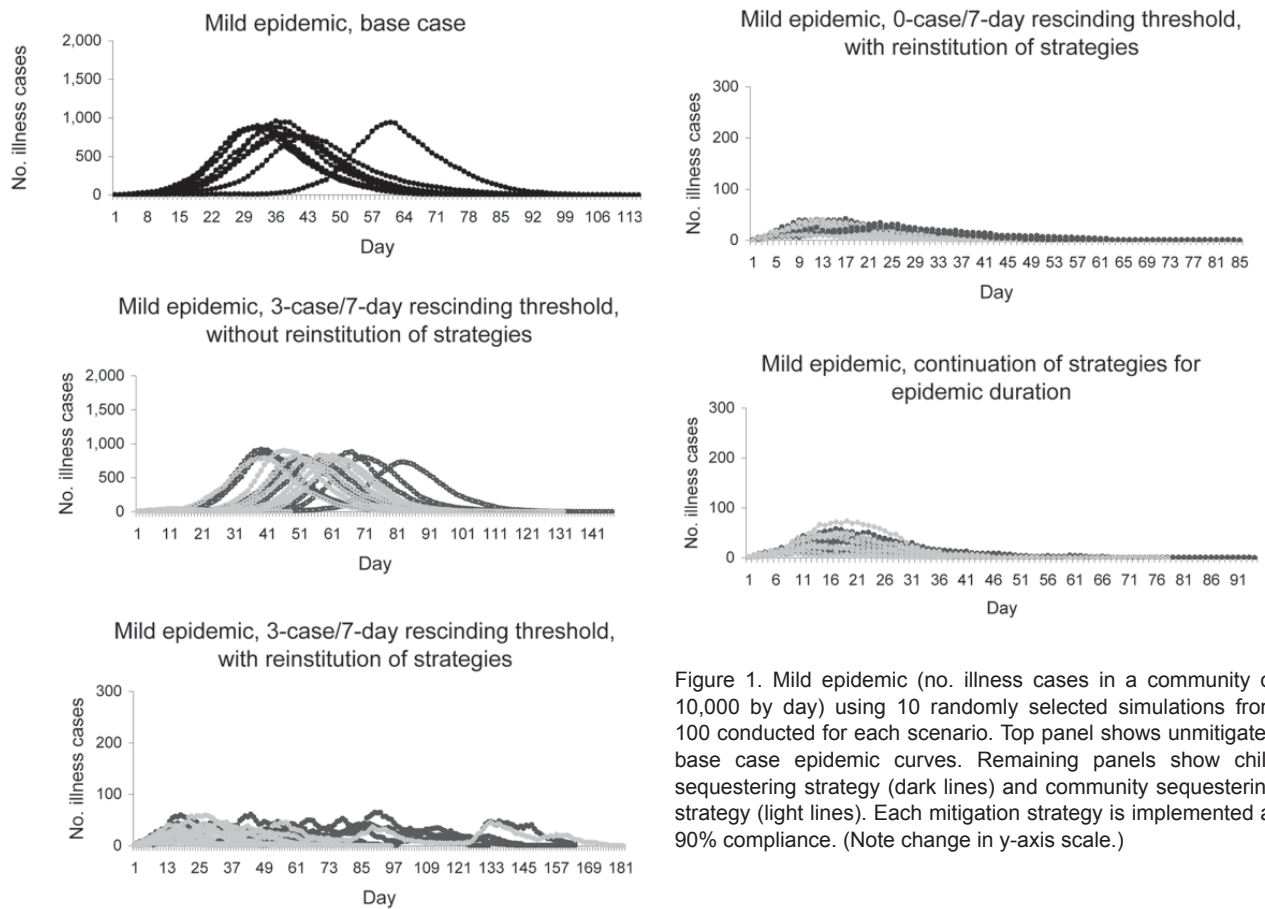 Mild epidemic, base case
2,000
1,500
1,000
500
0
No. illness cases
1 8 15 22 29 36 43 50 57 64 71 78 85 92 99 106 113
Day
Mild epidemic, 3-case/7-day rescinding threshold,
without reinstitution of strategies
2,000
1,500
1,000
500
0
No. illness cases
1 11 21 31 41 51 61 71 81 91 101 111 121 131 141
Day
Mild epidemic, 3-case/7-day rescinding threshold,
with reinstitution of strategies
300
200
100
0
No. illness cases
1 13 25 37 49 61 73 85 97 109 121 133 145 157 169 181
Day
Mild epidemic, 0-case/7-day rescinding threshold,
with reinstitution of strategies
300
200
100
0
No. illness cases
1 5 9 13 17 21 25 29 33 37 41 45 49 53 57 61 65 69 73 77 81 85
Day
Mild epidemic, continuation of strategies for
epidemic duration
300
200
100
0
No. illness cases
1 6 11 16 21 26 31 36 41 46 51 56 61 66 71 76 81 86 91
Day
Figure 1. Mild epidemic (no. illness cases in a community o
10,000 by day) using 10 randomly selected simulations fron
100 conducted for each scenario. Top panel shows unmitigate
base case epidemic curves. Remaining panels show chil
sequestering strategy (dark lines) and community sequesterin
strategy (light lines). Each mitigation strategy is implemented a
90% compliance. (Note change in y-axis scale.)